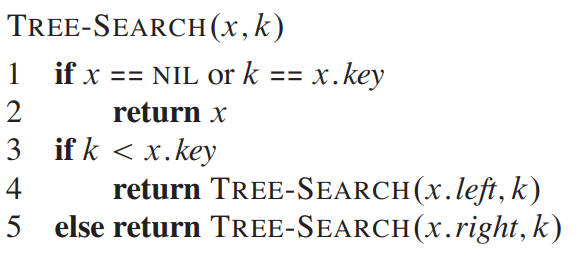 TREE-SEARCH(x, k)
1 if x == NIL or k == x.key
2 return x
3 if k < x.key
4 return TREE-SEARCH(x.left, k)
5 else return TREE-SEARCH(x.right, k)